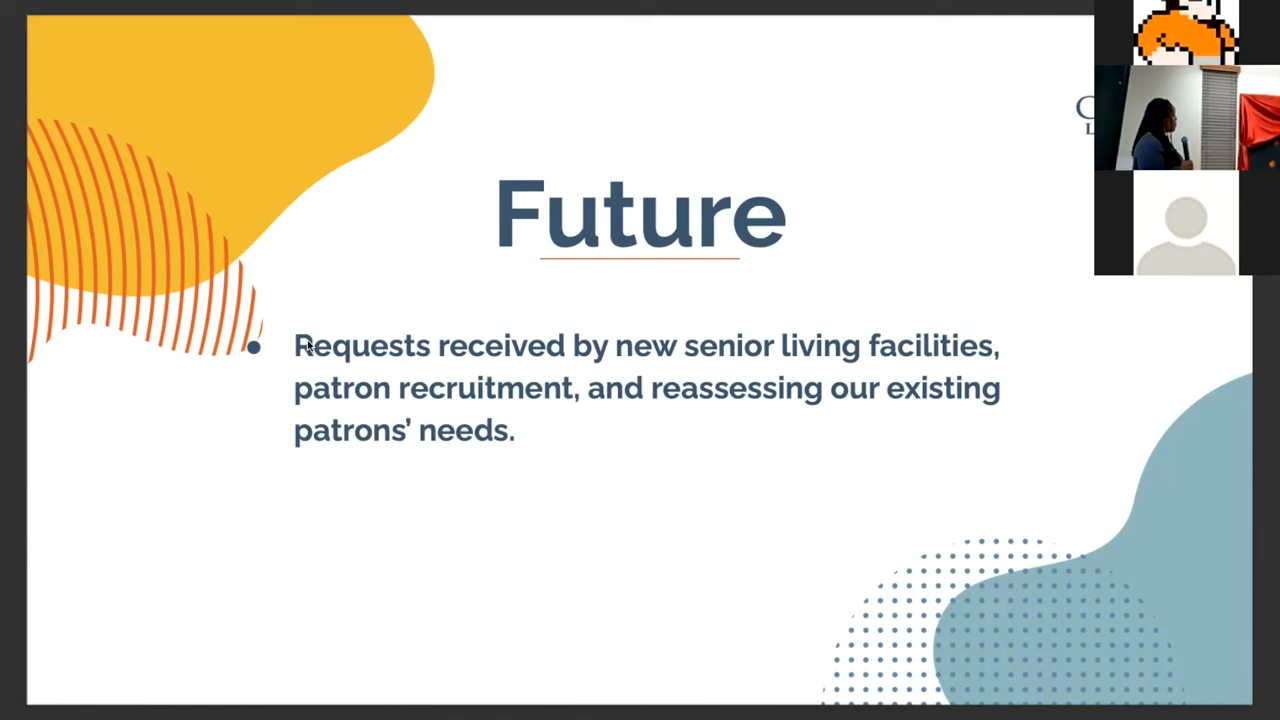 Future
• Requests received by new senior living facilities,
patron recruitment, and reassessing our existing
patrons’ needs.